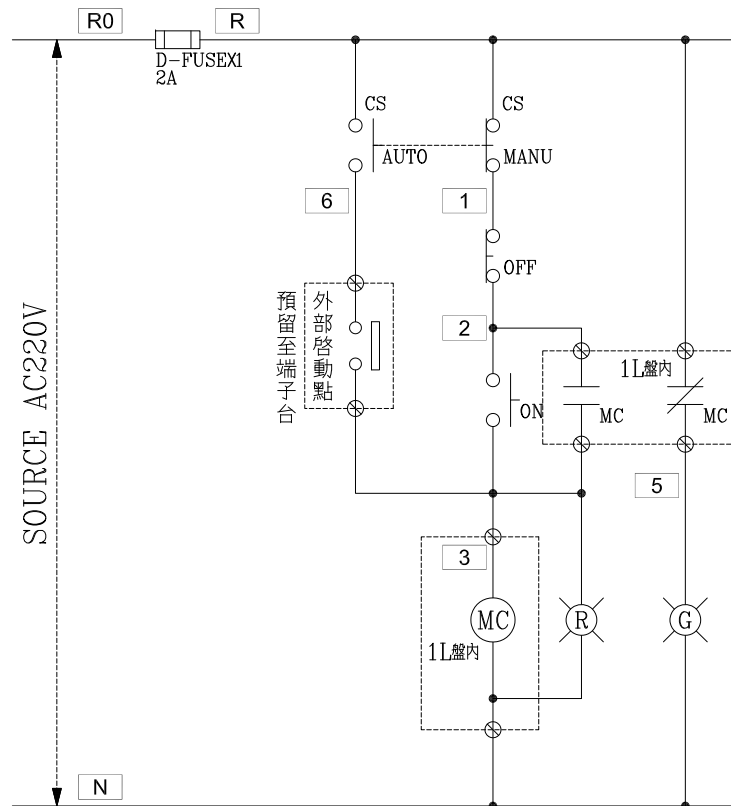 R0
R
D-FUSEX1
2A
CS
CS
AUTO
MANU
6
1
OFF
SOURCE AC220V
預留至端子台
外部啓動點
2
1L盤內
ON
MC
MC
5
3
MC
R
G
1L盤內
N